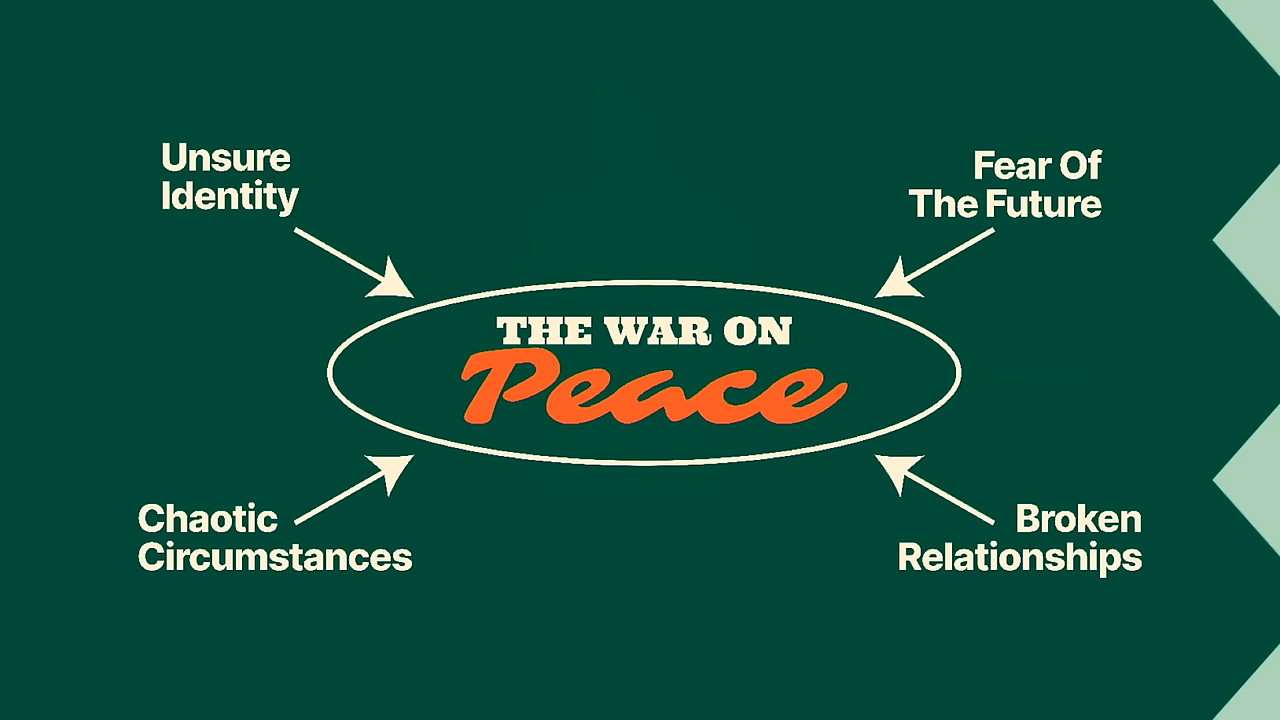 Unsure
Identity
Fear Of
The Future
THE WAR ON
Peace
Chaotic
Circumstances
Broken
Relationships